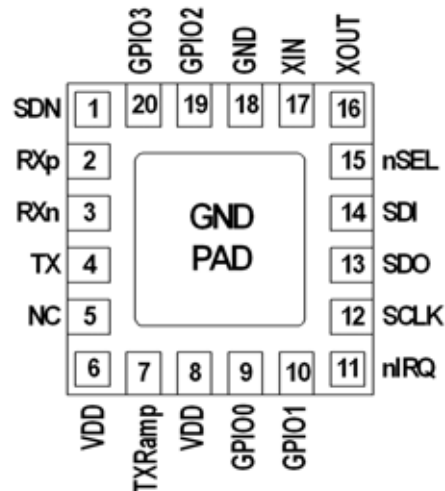 GPIO3 GPIO2 GND XIN XOUT
SDN 1 20 19 18 17 16
RXp 2 15 nSEL
RXn 3 GND 14 SDI
TX 4 PAD 13 SDO
NC 5 12 SCLK
6 7 8 9 10 11 nIRQ
VDD TXRamp VDD GPIO0 GPIO1